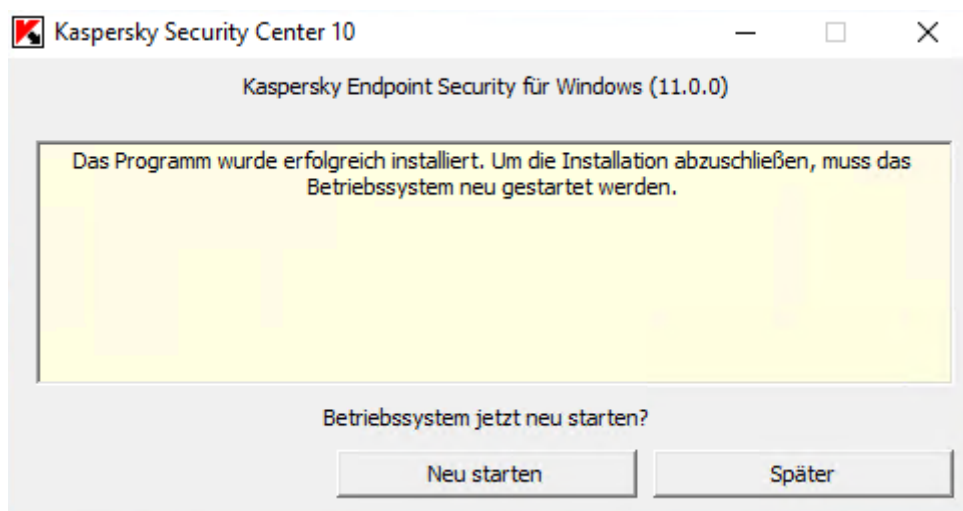 Kaspersky Security Center 10
Kaspersky Endpoint Security für Windows (11.0.0)
Das Programm wurde erfolgreich installiert. Um die Installation abzuschließen, muss das
Betriebssystem neu gestartet werden.
Betriebssystem jetzt neu starten?
Neu starten
Später